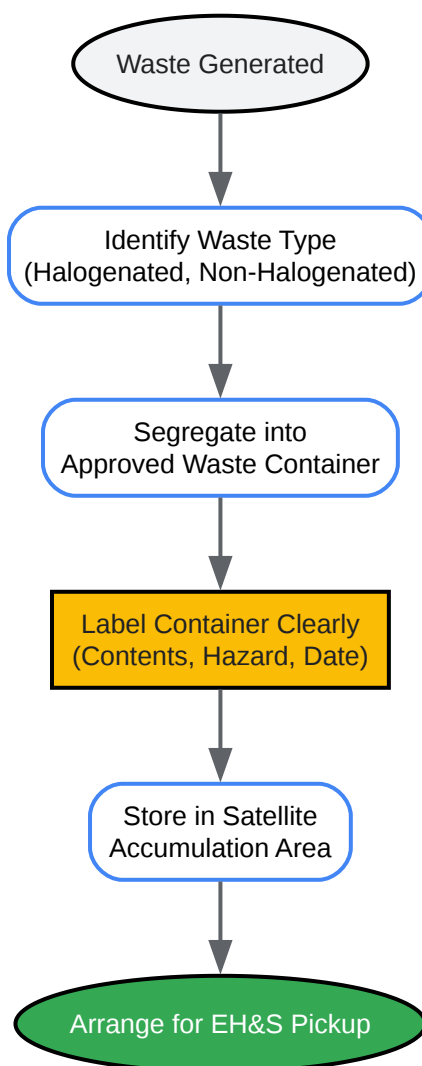 Waste Generated
Identify Waste Type
(Halogenated, Non-Halogenated)
Segregate into
Approved Waste Container
Label Container Clearly
(Contents, Hazard, Date)
Store in Satellite
Accumulation Area
Arrange for EH&S Pickup